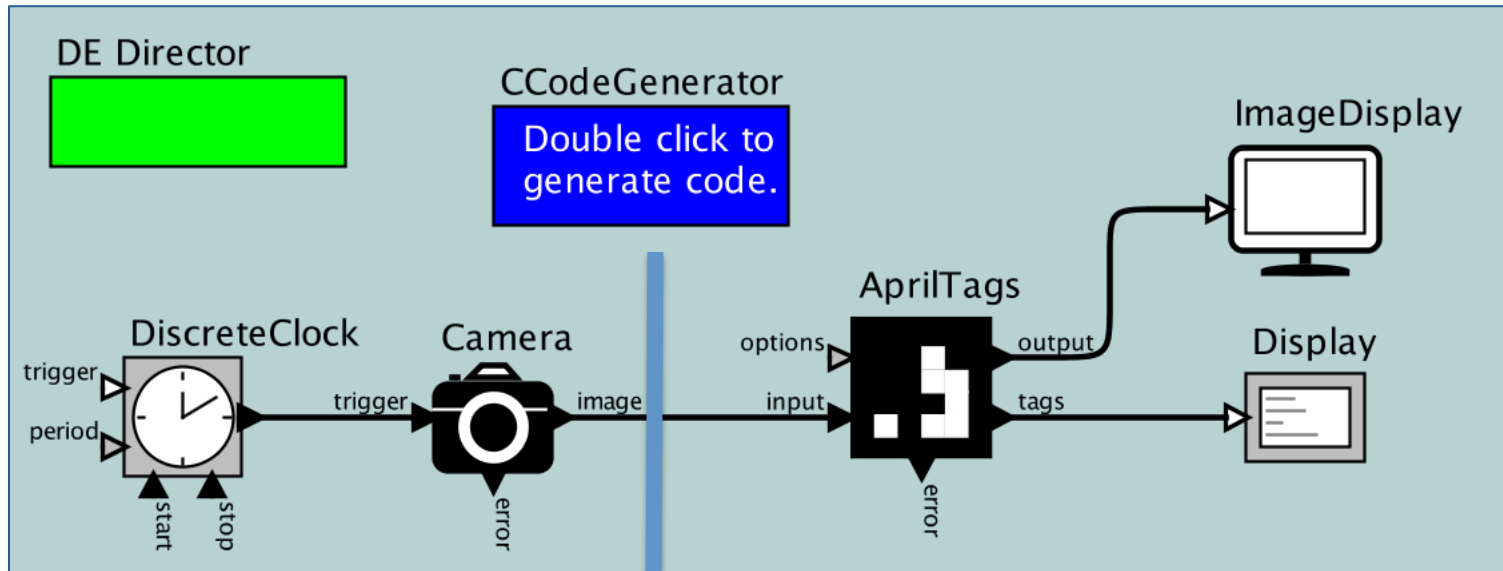 DE Director
CCodeGenerator
Double click to
generate code.
ImageDisplay
AprilTags
DiscreteClock
Camera
Display
options
output
trigger
trigger
image
input
tags
period
start
stop
error
error